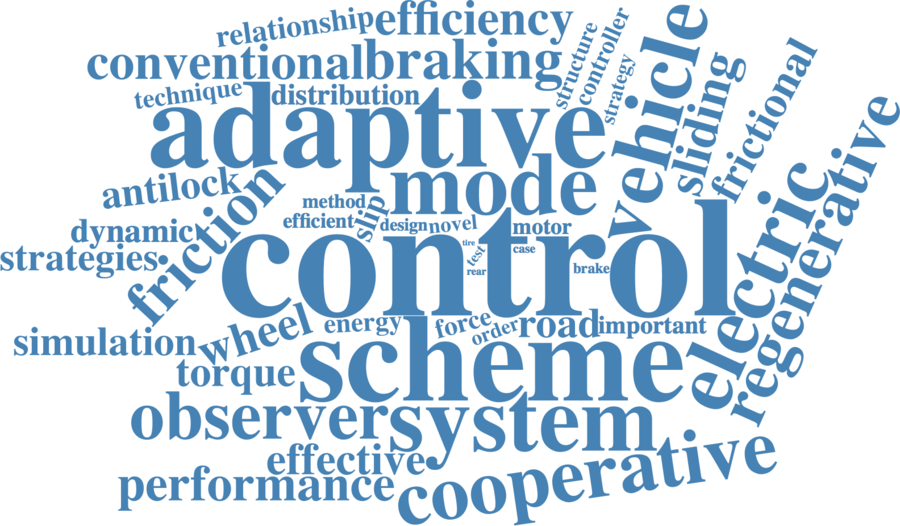 relationship
efficiency
structure
controller
strategy
vehicle
sliding
frictional
conventional
braking
technique
distribution
adaptive
mode
antilock
friction
method
slip
efficient
design
novel
motor
dynamic
strategies
control
tire
test
rear
case
brake
electric
regenerative
simulation
wheel
energy
force
order
road
important
torque
scheme
observer
system
effective
performance
cooperative